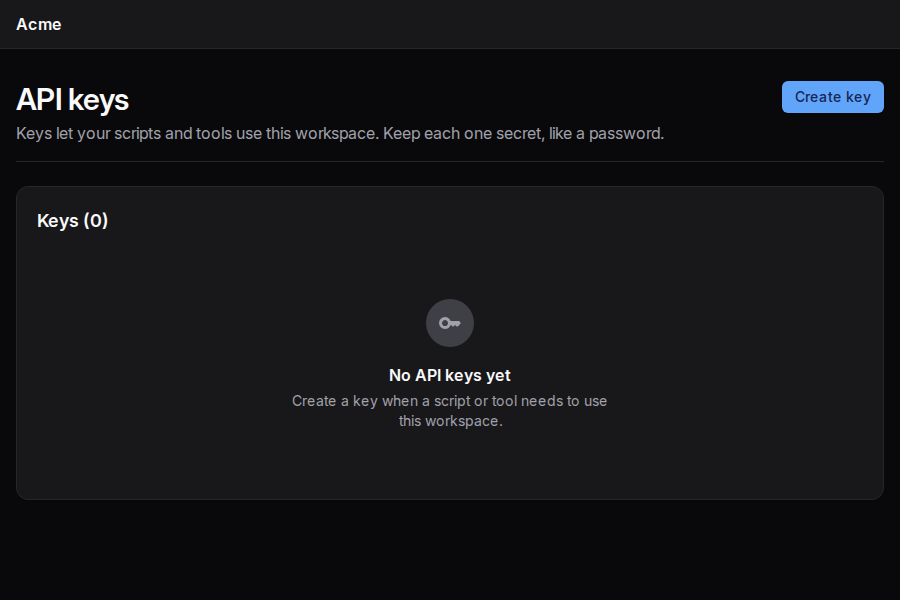 Acme
API keys
Create key
Keys let your scripts and tools use this workspace. Keep each one secret, like a password.
Keys (0)
No API keys yet
Create a key when a script or tool needs to use
this workspace.